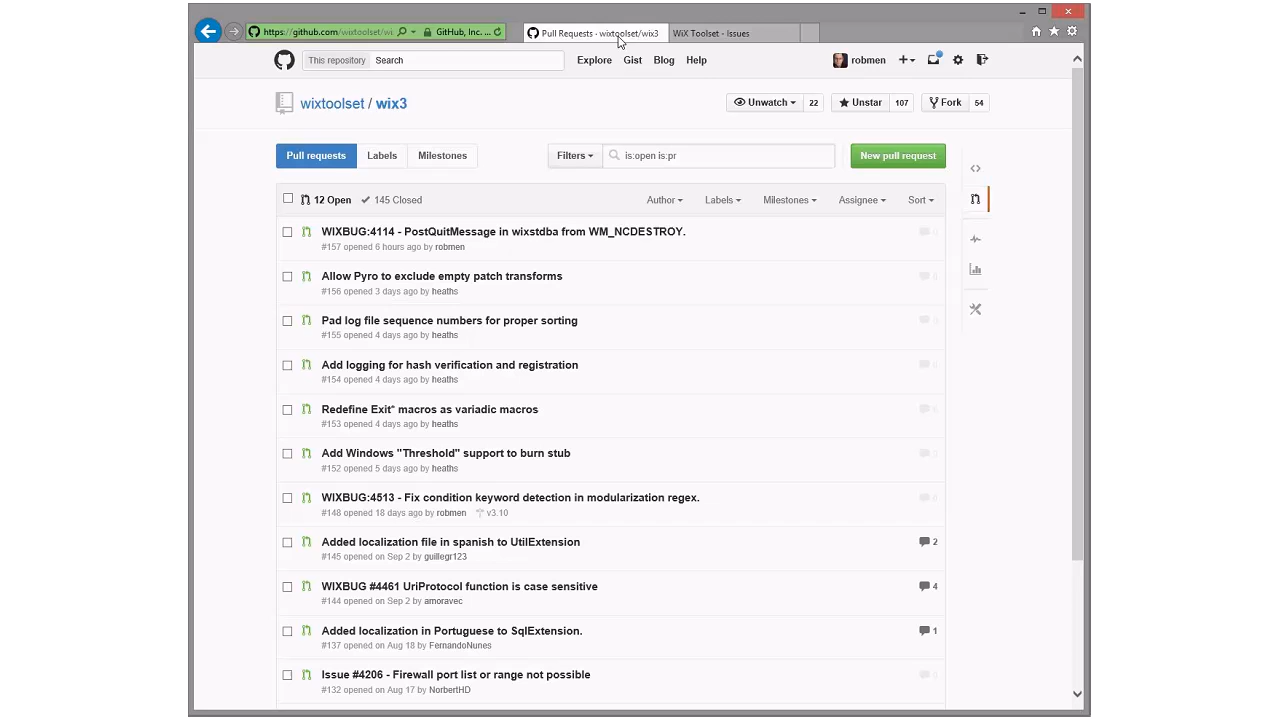 https://github.com/wixtoolset/wi GitHub, Inc. ... Pull Requests · wixtoolset/wix3 WiX Toolset - Issues
This repository Search Explore Gist Blog Help robmen
wixtoolset / wix3 Unwatch 22 Unstar 107 Fork 54
Pull requests Labels Milestones Filters is:open is:pr New pull request
12 Open 145 Closed Author Labels Milestones Assignee Sort
WIXBUG:4114 - PostQuitMessage in wixstdba from WM_NCDESTROY.
#157 opened 6 hours ago by robmen
Allow Pyro to exclude empty patch transforms
#156 opened 3 days ago by heaths
Pad log file sequence numbers for proper sorting
#155 opened 4 days ago by heaths
Add logging for hash verification and registration
#154 opened 4 days ago by heaths
Redefine Exit* macros as variadic macros
#153 opened 4 days ago by heaths
Add Windows "Threshold" support to burn stub
#152 opened 5 days ago by heaths
WIXBUG:4513 - Fix condition keyword detection in modularization regex.
#148 opened 18 days ago by robmen v3.10
Added localization file in spanish to UtilExtension 2
#145 opened on Sep 2 by guillegr123
WIXBUG #4461 UriProtocol function is case sensitive 4
#144 opened on Sep 2 by amoravec
Added localization in Portuguese to SqlExtension. 1
#137 opened on Aug 18 by FernandoNunes
Issue #4206 - Firewall port list or range not possible
#132 opened on Aug 17 by NorbertHD